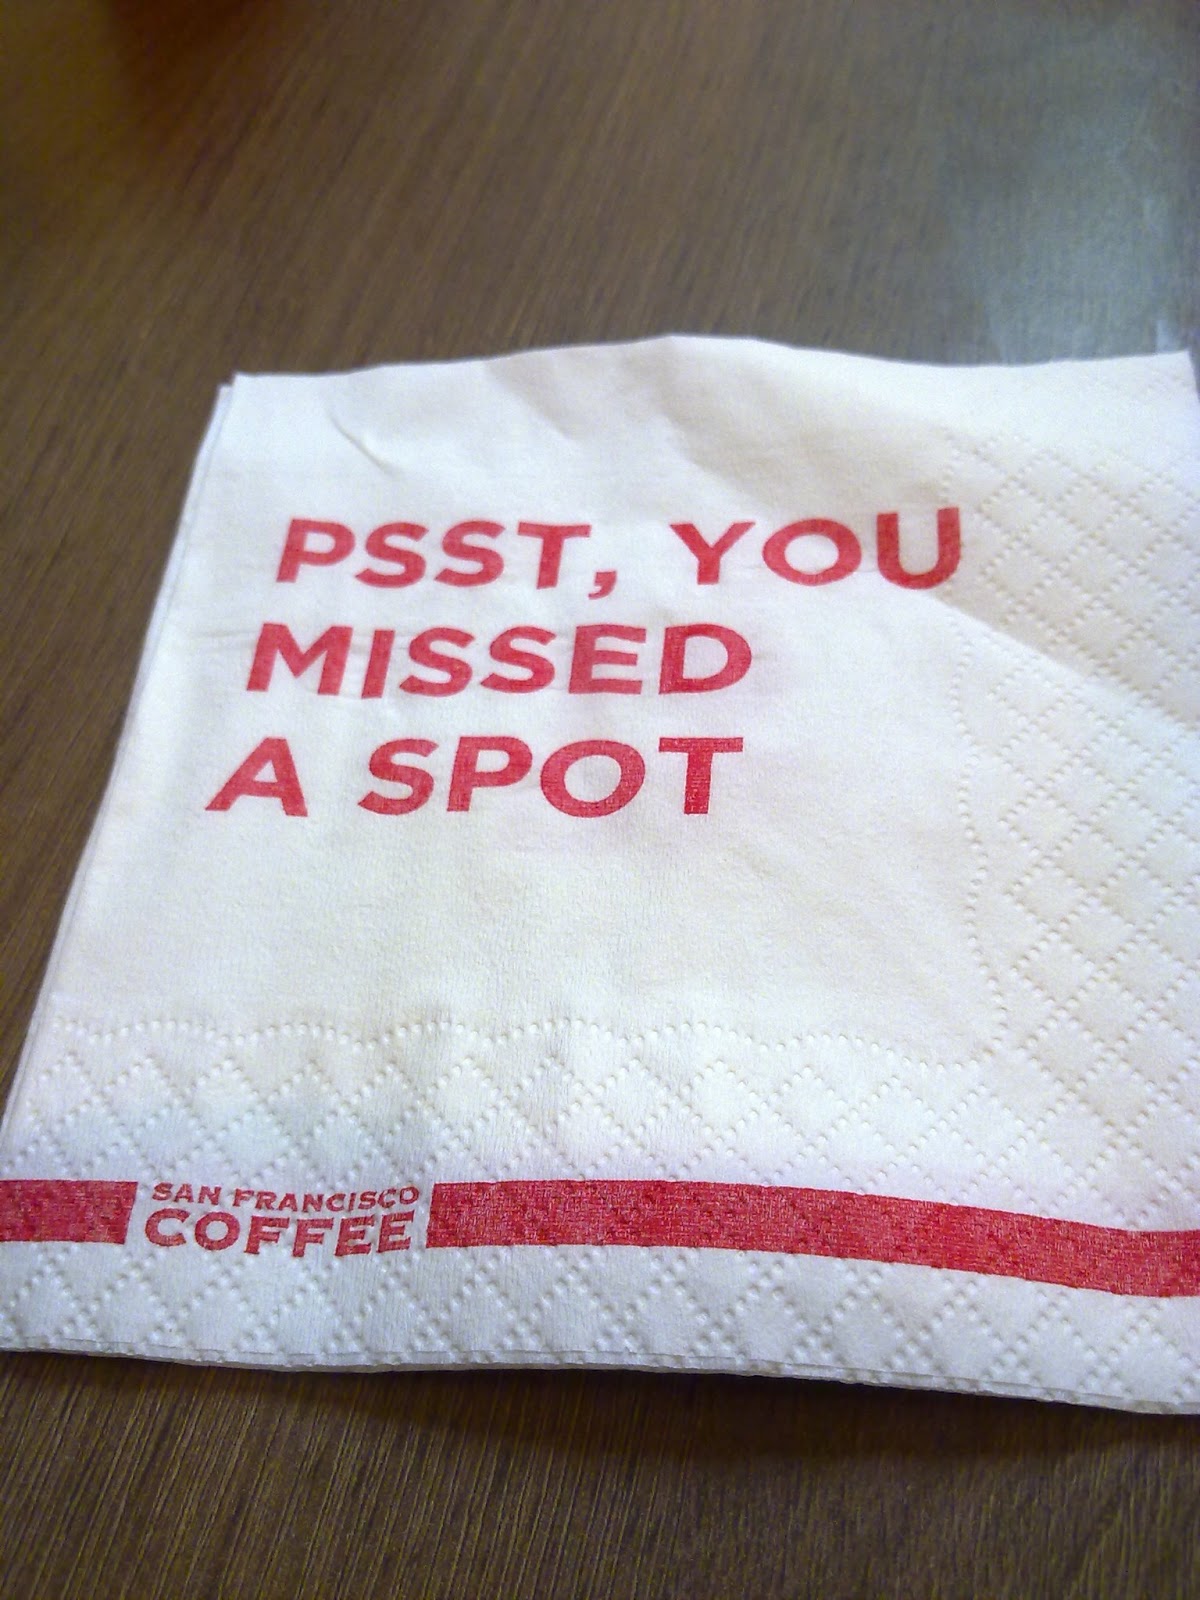 PSST, YOU
MISSED
A SPOT
SAN FRANCISCO
COFFEE